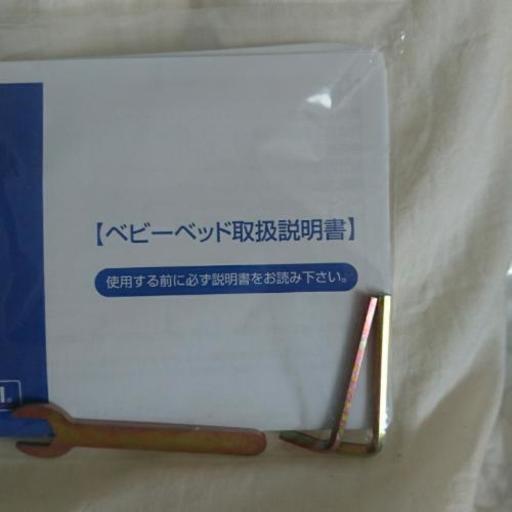 【ベビーベッド取扱説明書】
使用する前に必ず説明書をお読み下さい。